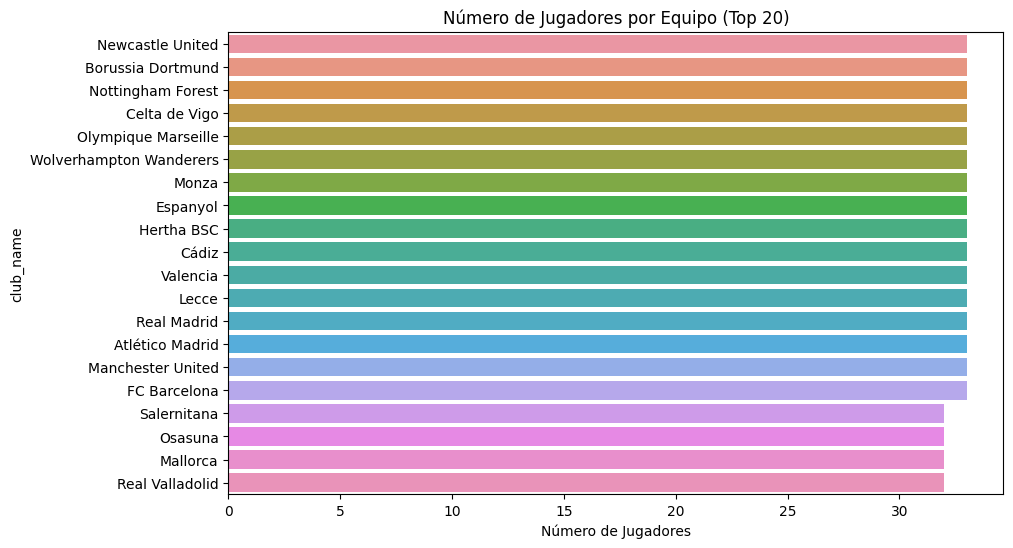 Número de Jugadores por Equipo (Top 20)
club_name
Newcastle United
Borussia Dortmund
Nottingham Forest
Celta de Vigo
Olympique Marseille
Wolverhampton Wanderers
Monza
Espanyol
Hertha BSC
Cádiz
Valencia
Lecce
Real Madrid
Atlético Madrid
Manchester United
FC Barcelona
Salernitana
Osasuna
Mallorca
Real Valladolid
0 5 10 15 20 25 30
Número de Jugadores